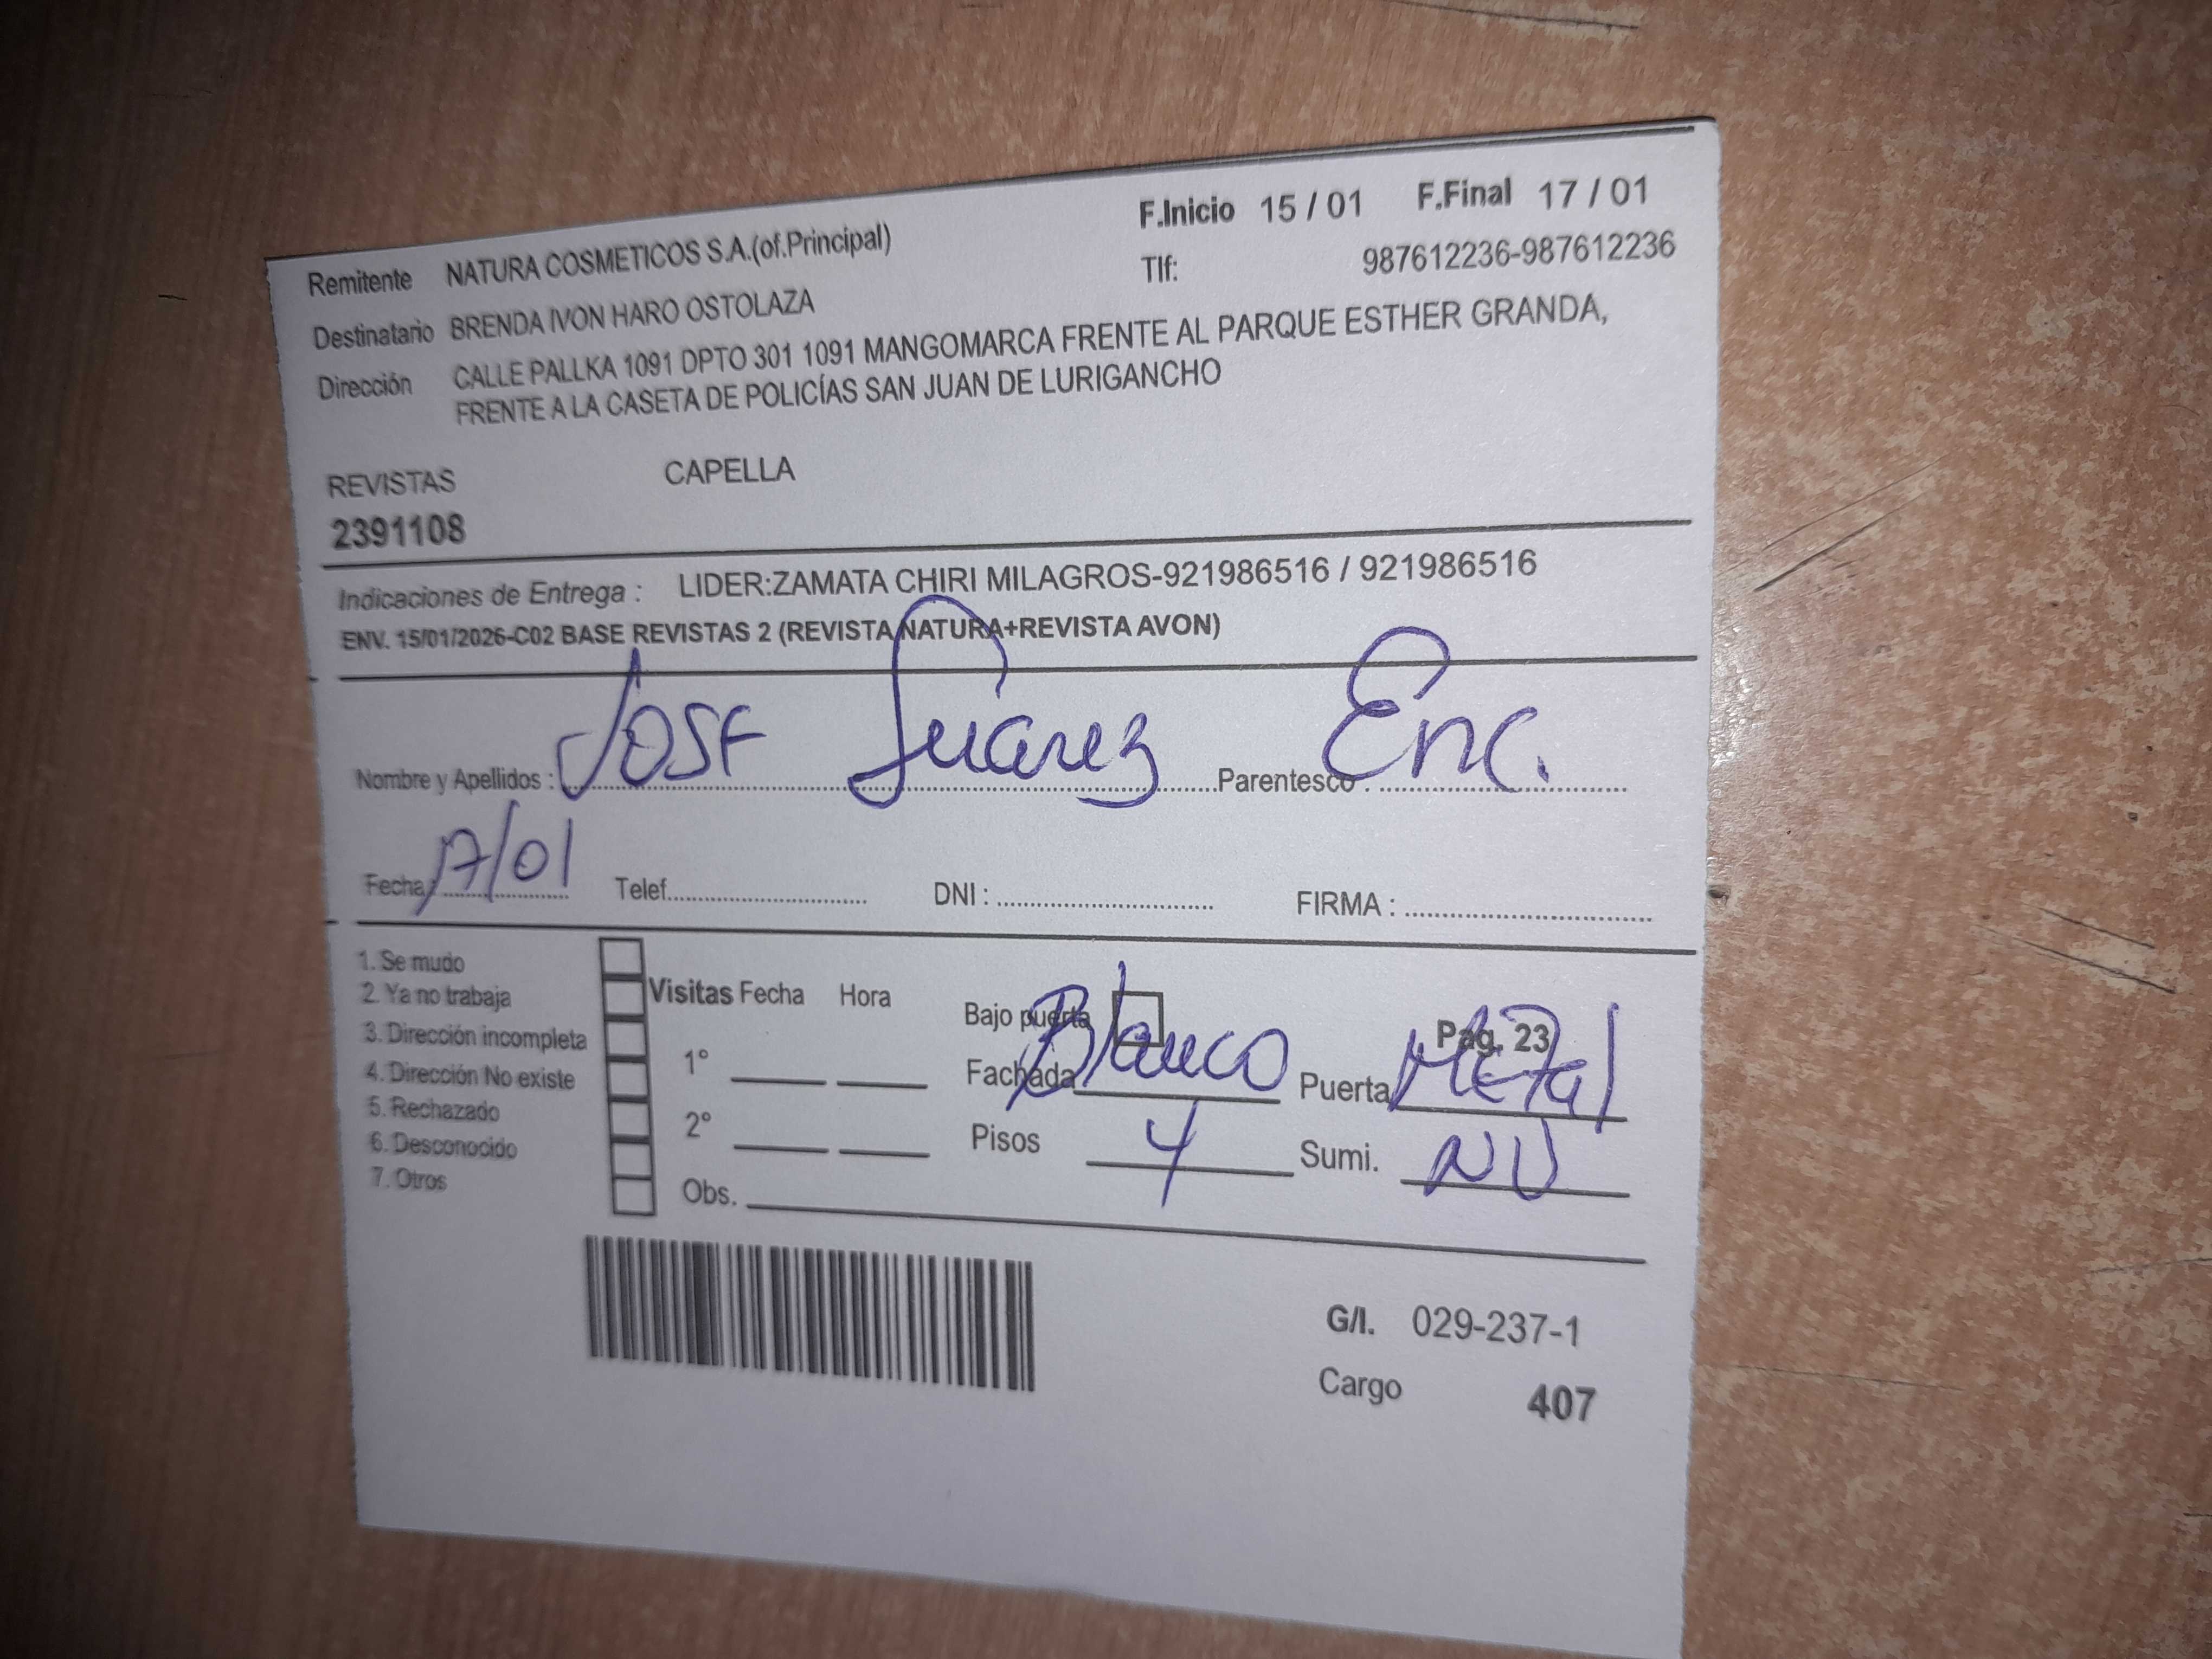 F.Inicio 15 / 01 F.Final 17 / 01
Remitente NATURA COSMETICOS S.A.(of.Principal) Tlf: 987612236-987612236
Destinatario BRENDA IVON HARO OSTOLAZA
Dirección CALLE PALLKA 1091 DPTO 301 1091 MANGOMARCA FRENTE AL PARQUE ESTHER GRANDA,
FRENTE A LA CASETA DE POLICÍAS SAN JUAN DE LURIGANCHO
REVISTAS CAPELLA
2391108
Indicaciones de Entrega : LIDER:ZAMATA CHIRI MILAGROS-921986516 / 921986516
ENV. 15/01/2026-C02 BASE REVISTAS 2 (REVISTA NATURA+REVISTA AVON)
Nombre y Apellidos : JOSE Suarez Parentesco : Enc.
Fecha : 17/01 Telef. DNI : FIRMA :
1. Se mudo
2. Ya no trabaja
3. Dirección incompleta
4. Dirección No existe
5. Rechazado
6. Desconocido
7. Otros
Visitas Fecha Hora
1°
2°
Obs.
Bajo puerta Pag. 23
Fachada Blanco Puerta Metal
Pisos 4 Sumi. NV
G/I. 029-237-1
Cargo 407